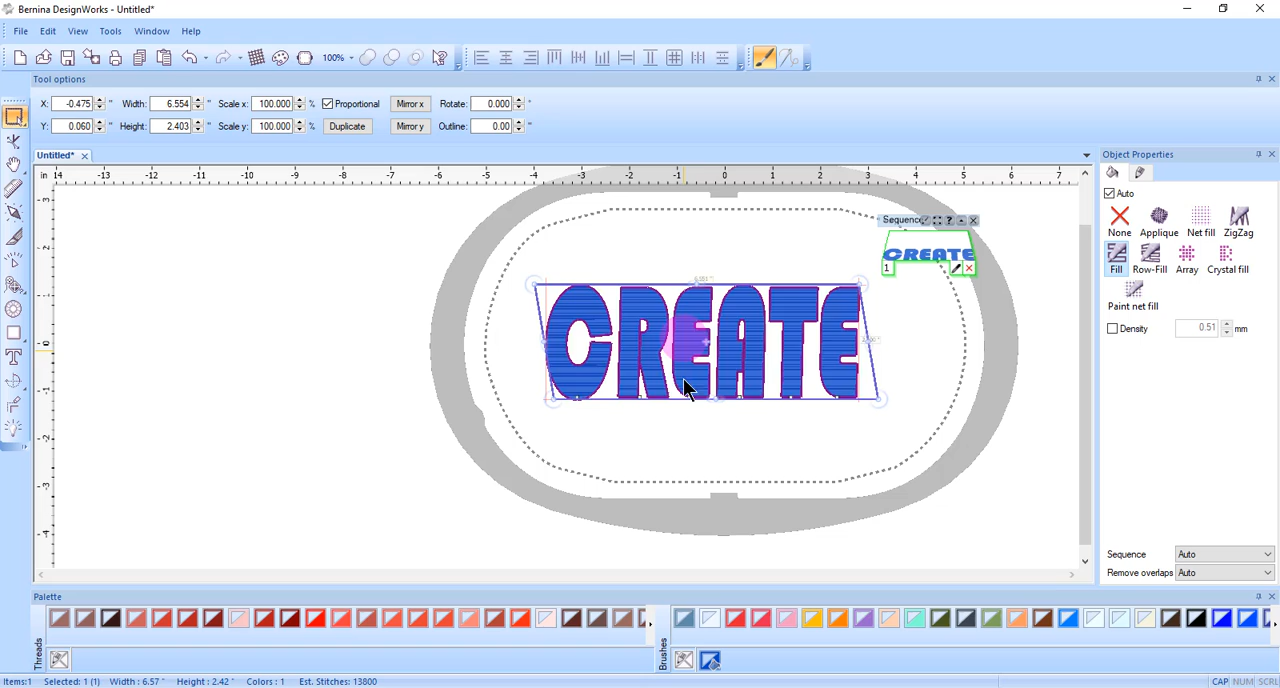 Bernina DesignWorks - Untitled*
File Edit View Tools Window Help
100%
Tool options
X: -0.475 " Width: 6.554 " Scale x: 100.000 % Proportional Mirror x Rotate: 0.000 °
Y: 0.060 " Height: 2.403 " Scale y: 100.000 % Duplicate Mirror y Outline: 0.00 "
Untitled*
Object Properties
in 14 -13 -12 -11 -10 -9 -8 -7 -6 -5 -4 -3 -2 -1 0 1 2 3 4 5 6 7
Auto
Sequence
None Applique Net fill ZigZag
CREATE
1
Fill Row-Fill Array Crystal fill
Paint net fill
Density 0.51 mm
CREATE
Sequence Auto
Remove overlaps Auto
Palette
Threads
Brushes
Items:1 Selected: 1 (1) Width : 6.57 " Height : 2.42 " Colors : 1 Est. Stitches: 13800 CAP NUM SCRL